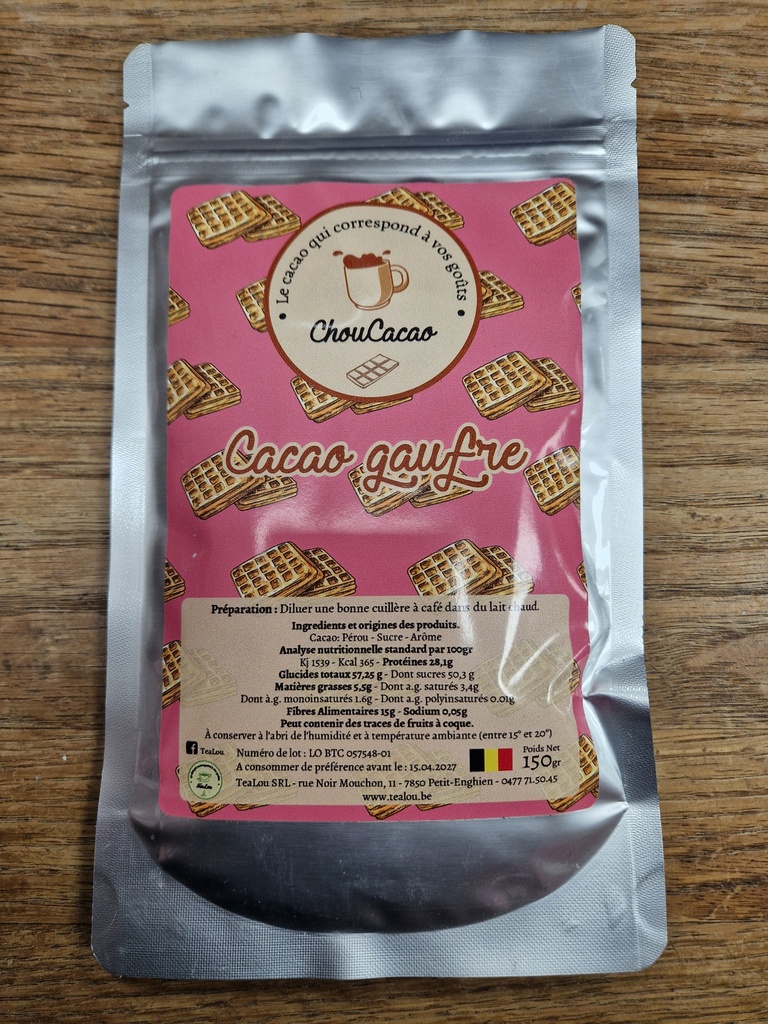 Le cacao qui correspond à vos goûts
ChouCacao
Cacao gaufre
Préparation : Diluer une bonne cuillère à café dans du lait chaud.
Ingredients et origines des produits.
Cacao: Pérou - Sucre - Arôme
Analyse nutritionnelle standard par 100gr
Kj 1539 - Kcal 365 - Protéines 28,1g
Glucides totaux 57,25 g - Dont sucres 50,3 g
Matières grasses 5,5g - Dont a.g. saturés 3,4g
Dont à.g. monoinsaturés 1.6g - Dont a.g. polyinsaturés 0.01g
Fibres Alimentaires 15g - Sodium 0,05g
Peut contenir des traces de fruits à coque.
À conserver à l'abri de l'humidité et à température ambiante (entre 15° et 20°)
f TeaLou
Numéro de lot : LO BTC 057548-01
A consommer de préférence avant le : 15.04.2027
Poids Net
150gr
TeaLou SRL - rue Noir Mouchon, 11 - 7850 Petit-Enghien - 0477 71.50.45
www.tealou.be